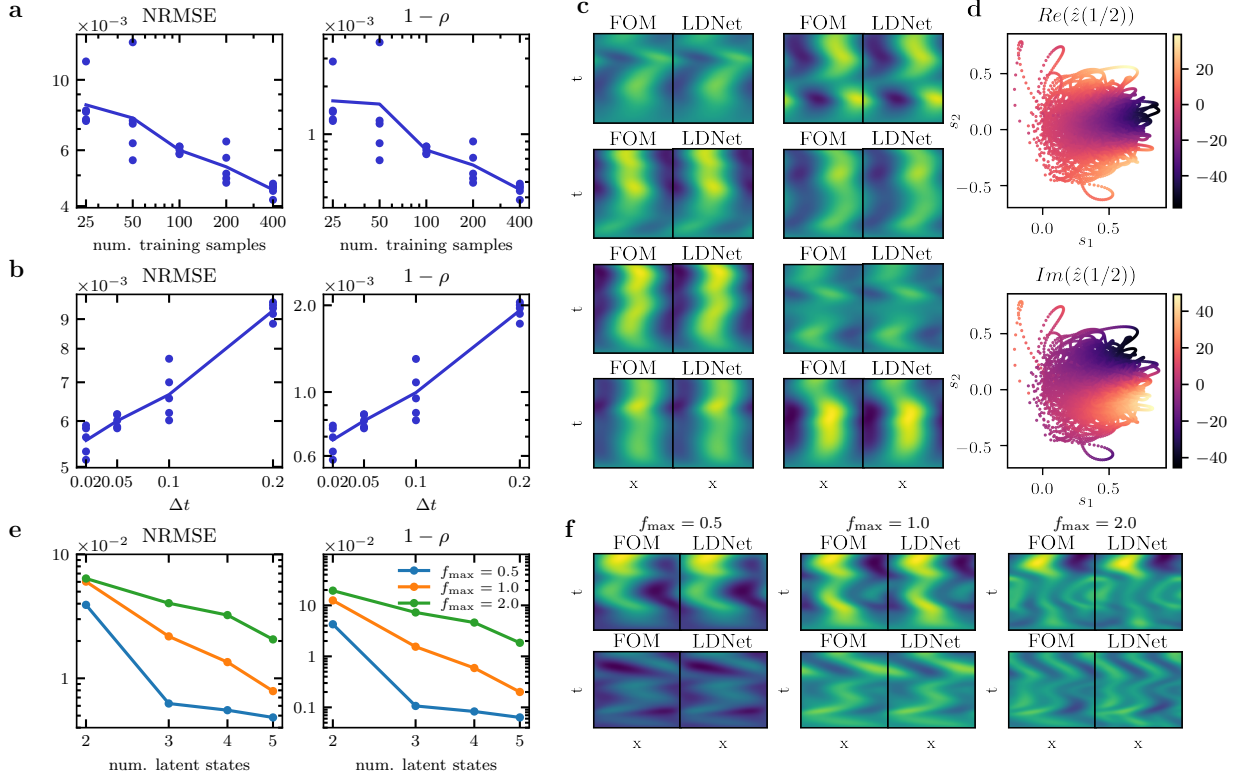 a
NRMSE
×10⁻³
10
6
4
25 50 100 200 400
num. training samples
1 − ρ
×10⁻³
1
25 50 100 200 400
num. training samples
b
NRMSE
×10⁻³
9
8
7
6
5
0.02 0.05 0.1 0.2
Δt
1 − ρ
×10⁻³
2.0
1.0
0.6
0.02 0.05 0.1 0.2
Δt
c
FOM LDNet FOM LDNet
t
FOM LDNet FOM LDNet
t
FOM LDNet FOM LDNet
t
FOM LDNet FOM LDNet
t
x x x x
d
Re(ẑ(1/2))
0.5
0.0
−0.5
s₂
0.0 0.5
s₁
20
0
−20
−40
Im(ẑ(1/2))
0.5
0.0
−0.5
s₂
0.0 0.5
s₁
40
20
0
−20
−40
e
NRMSE
×10⁻²
10
1
2 3 4 5
num. latent states
1 − ρ
×10⁻²
10
1
0.1
f_max = 0.5
f_max = 1.0
f_max = 2.0
2 3 4 5
num. latent states
f
f_max = 0.5 f_max = 1.0 f_max = 2.0
FOM LDNet FOM LDNet FOM LDNet
t t t
FOM LDNet FOM LDNet FOM LDNet
t t t
x x x x x x